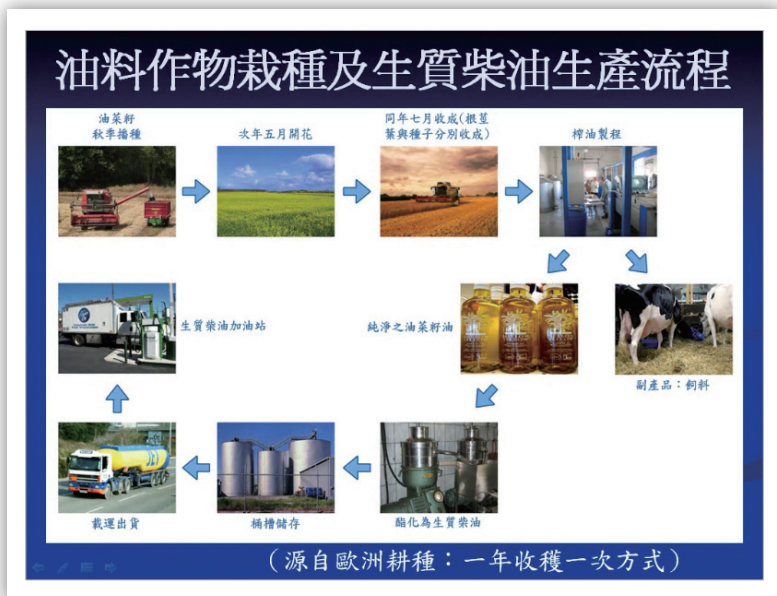 油料作物栽種及生質柴油生產流程
油菜籽
秋季播種
次年五月開花
同年七月收成(根莖
葉與種子分別收成)
榨油製程
生質柴油加油站
純淨之油菜籽油
副產品：飼料
載運出貨
桶槽儲存
酯化為生質柴油
(源自歐洲耕種：一年收穫一次方式)